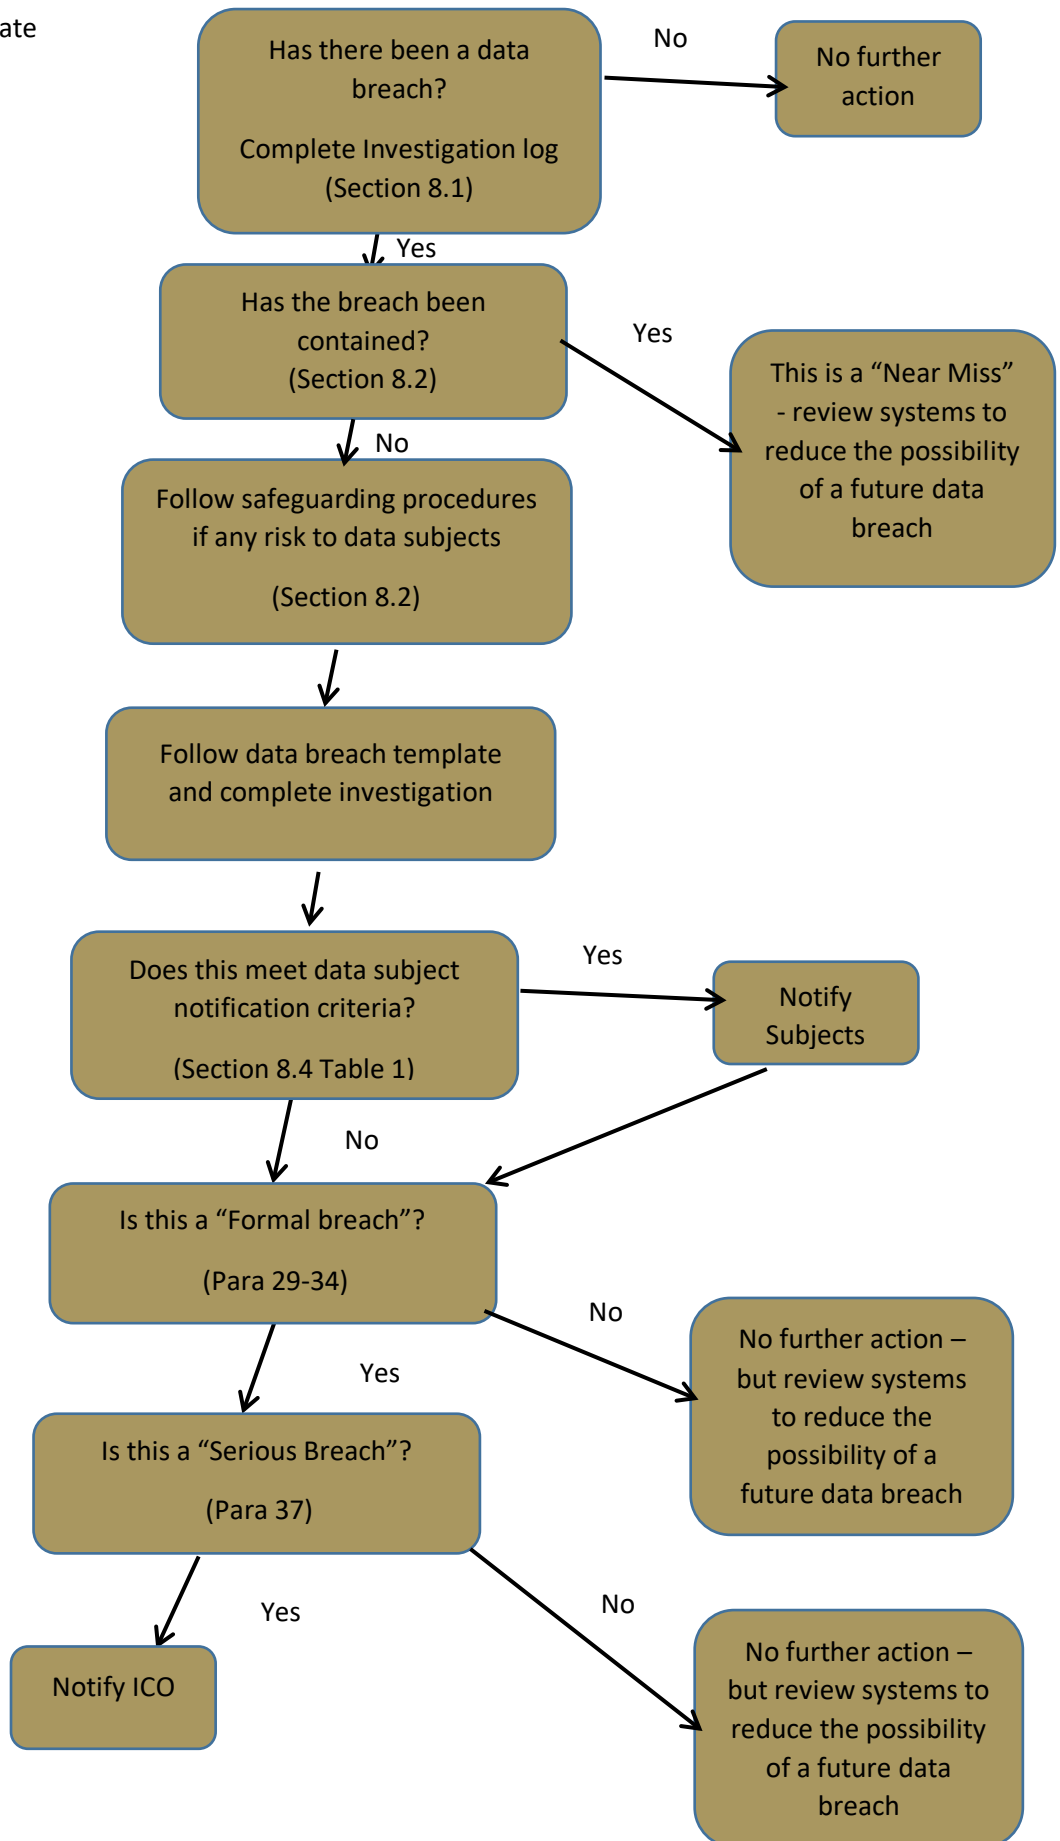 ate
Has there been a data
breach?
Complete Investigation log
(Section 8.1)
No
No further
action
Yes
Has the breach been
contained?
(Section 8.2)
Yes
This is a “Near Miss”
- review systems to
reduce the possibility
of a future data
breach
No
Follow safeguarding procedures
if any risk to data subjects
(Section 8.2)
Follow data breach template
and complete investigation
Does this meet data subject
notification criteria?
(Section 8.4 Table 1)
Yes
Notify
Subjects
No
Is this a “Formal breach”?
(Para 29-34)
No
No further action –
but review systems
to reduce the
possibility of a
future data breach
Yes
Is this a “Serious Breach”?
(Para 37)
Yes
Notify ICO
No
No further action –
but review systems to
reduce the possibility
of a future data
breach